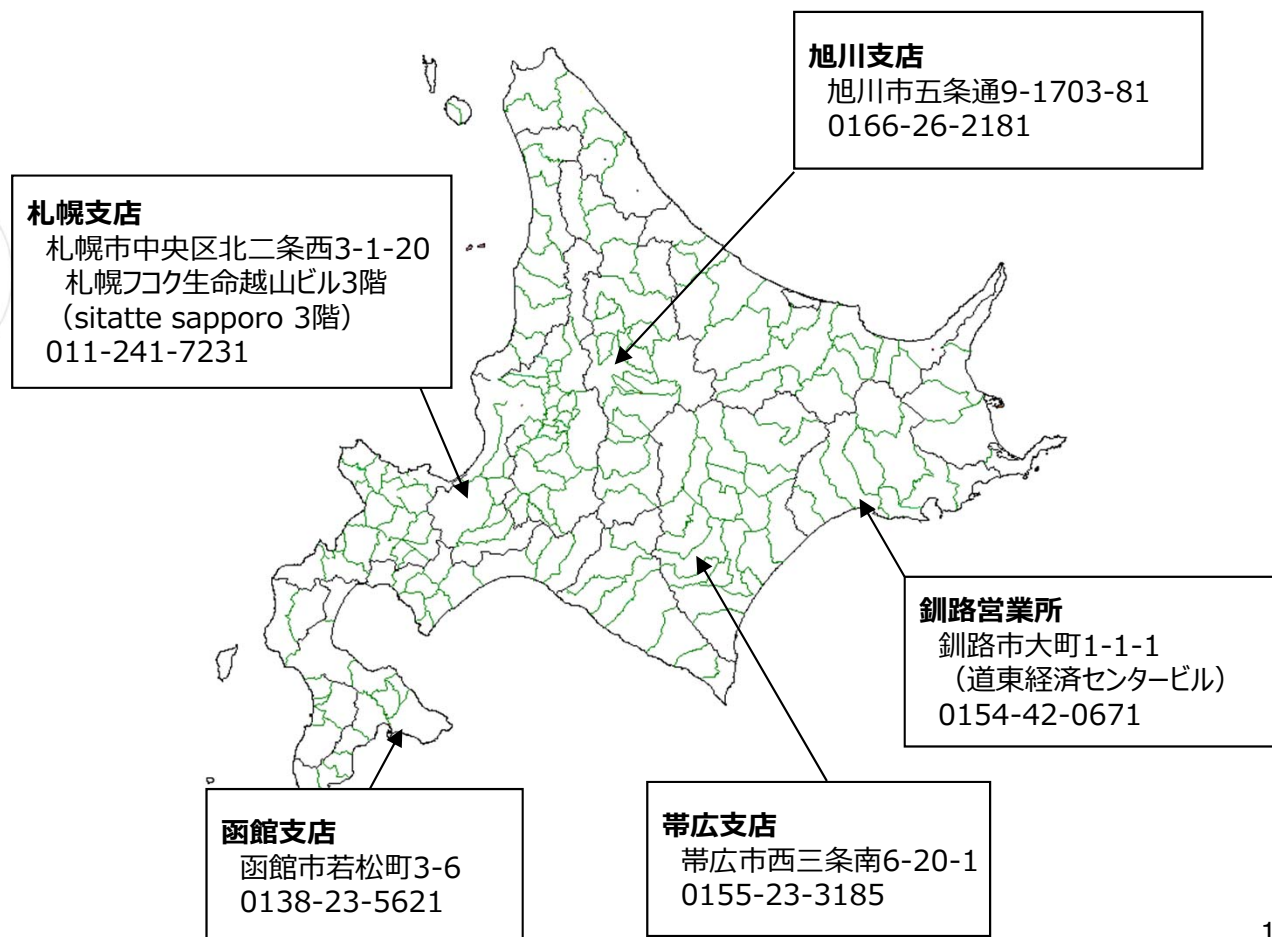 旭川支店
旭川市五条通9-1703-81
0166-26-2181
札幌支店
札幌市中央区北二条西3-1-20
札幌フコク生命越山ビル3階
（sitatte sapporo 3階）
011-241-7231
釧路営業所
釧路市大町1-1-1
（道東経済センタービル）
0154-42-0671
函館支店
函館市若松町3-6
0138-23-5621
帯広支店
帯広市西三条南6-20-1
0155-23-3185
1